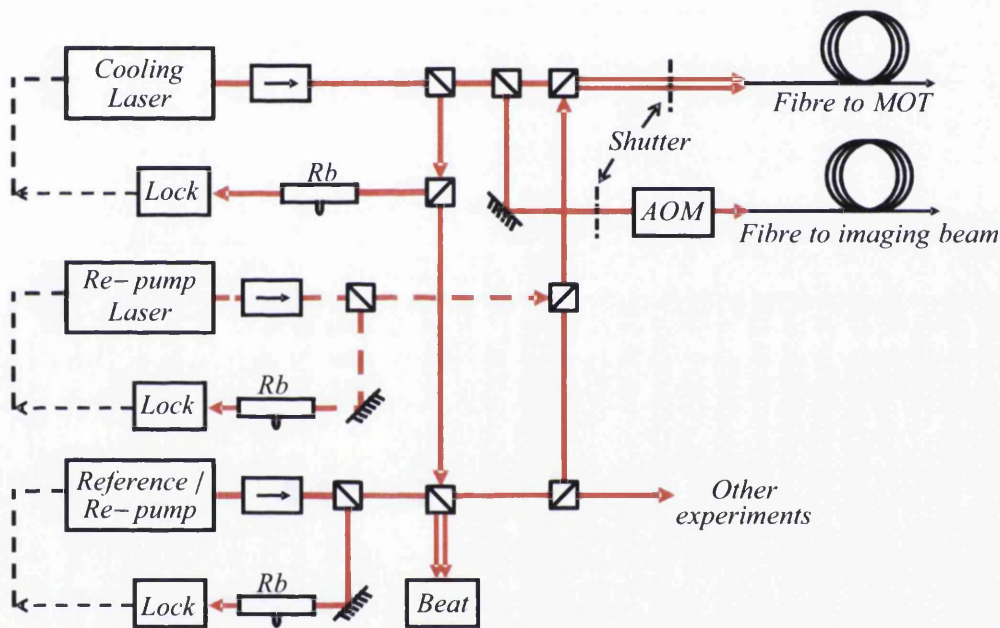 Cooling
Laser
Fibre to MOT
Shutter
Rb
Lock
AOM
Fibre to imaging beam
Re-pump
Laser
Rb
Lock
Reference /
Re-pump
Other
experiments
Rb
Lock
Beat